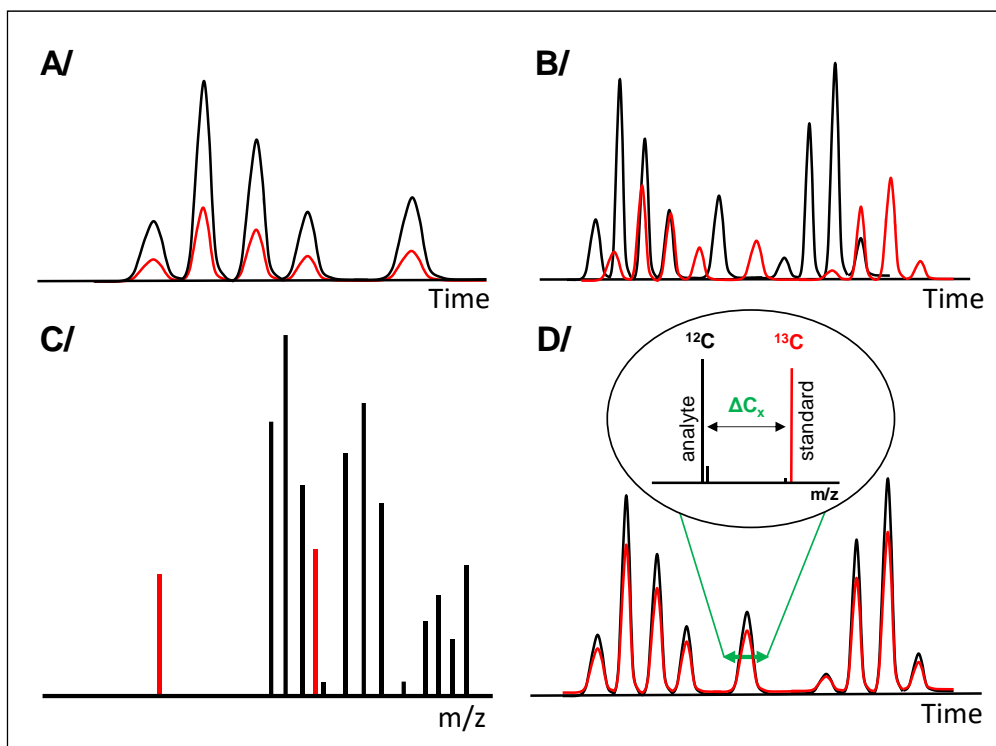 A/
Time
B/
Time
C/
m/z
D/
¹²C
¹³C
analyte
ΔCₓ
standard
m/z
Time